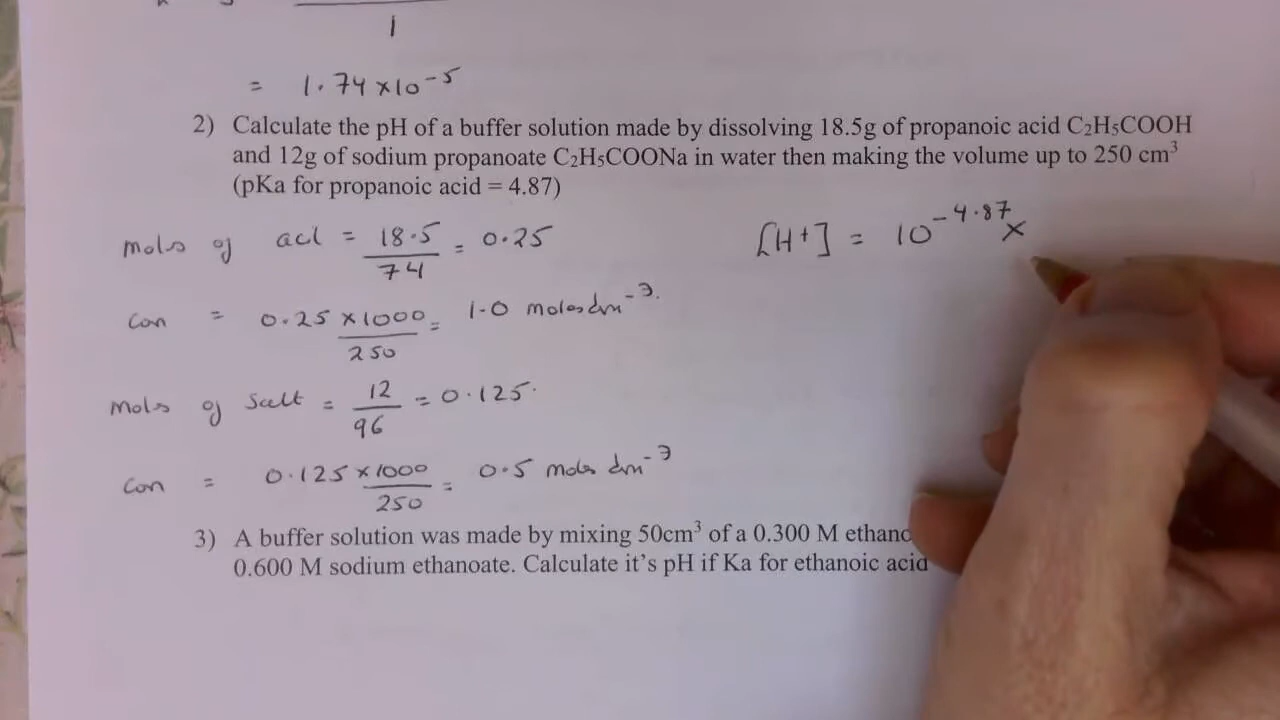 1
= 1.74 ×10⁻⁵
2) Calculate the pH of a buffer solution made by dissolving 18.5g of propanoic acid C₂H₅COOH
and 12g of sodium propanoate C₂H₅COONa in water then making the volume up to 250 cm³
(pKa for propanoic acid = 4.87)
mols of acd = 18.5 / 74 = 0.25
[H+] = 10⁻⁴·⁸⁷ ×
con = 0.25 ×1000 / 250 = 1.0 moles dm⁻³.
mols of salt = 12 / 96 = 0.125.
con = 0.125 ×1000 / 250 = 0.5 mols dm⁻³
3) A buffer solution was made by mixing 50cm³ of a 0.300 M
0.600 M sodium ethanoate. Calculate it's pH if Ka for ethanoic acid